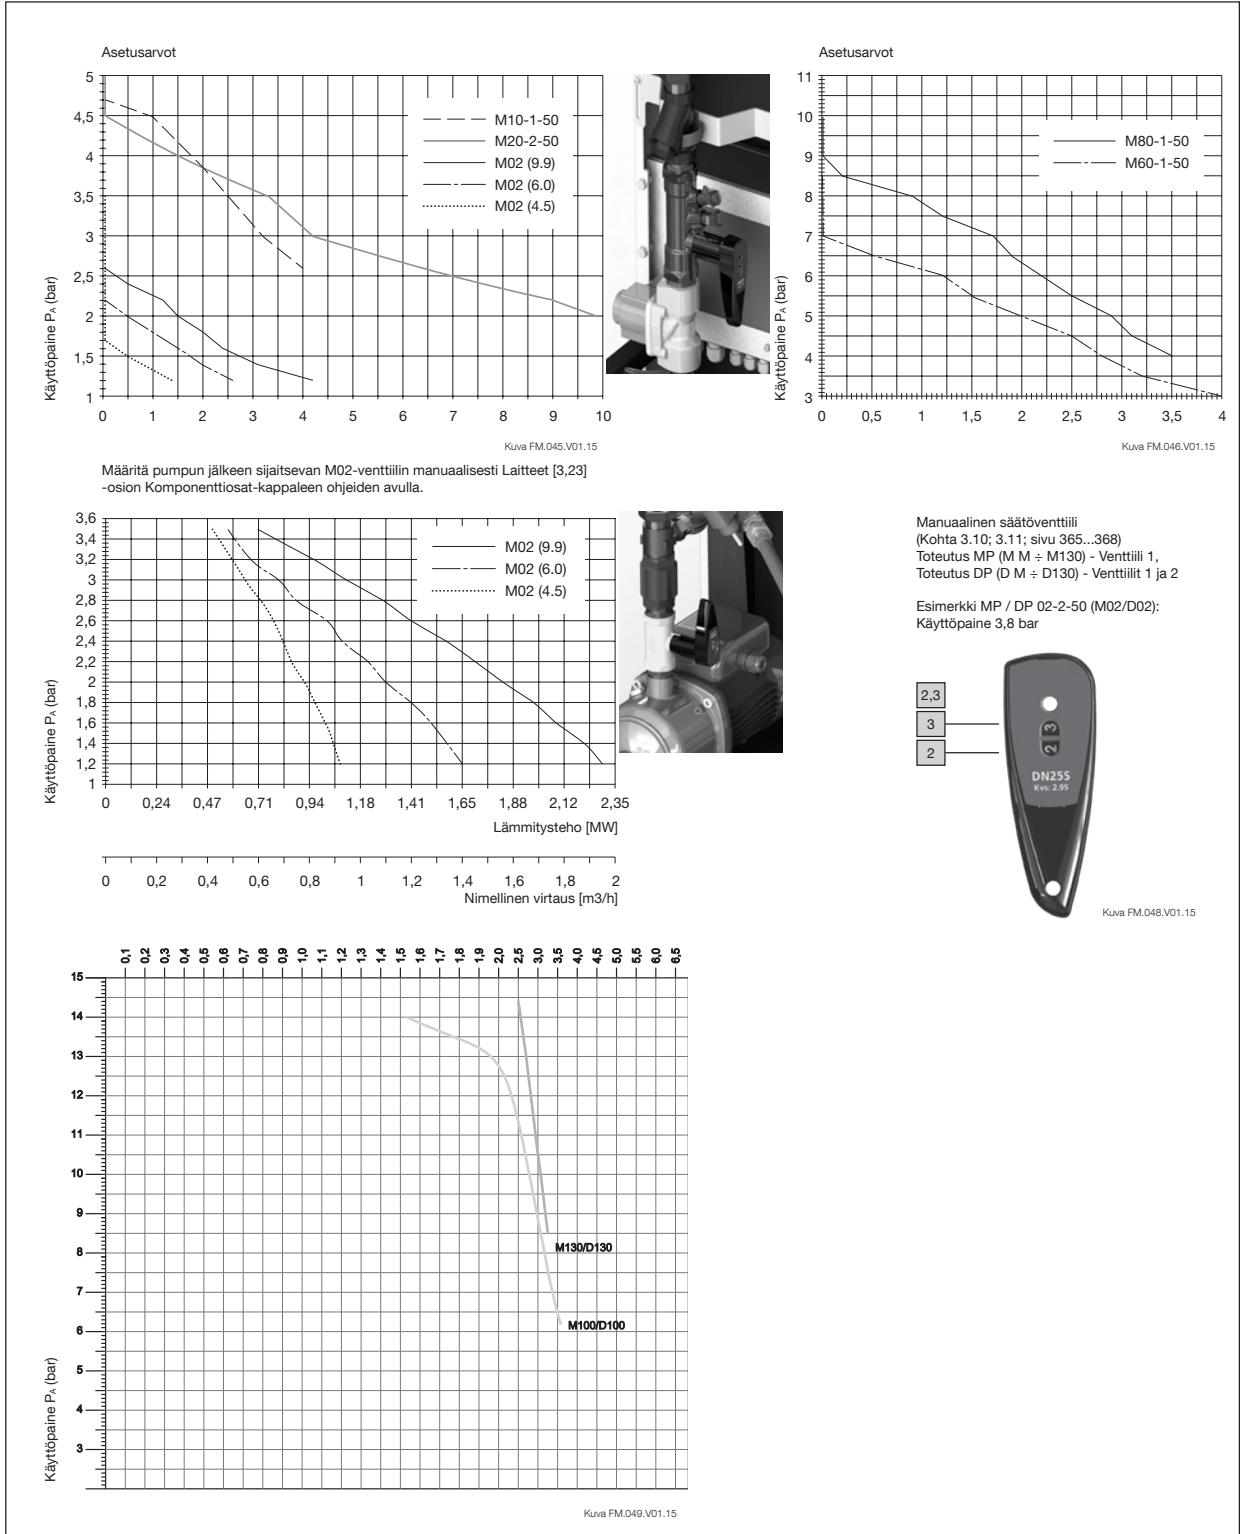 Asetusarvot
5
4,5
4
3,5
3
2,5
2
1,5
1
Käyttöpaine PA (bar)
M10-1-50
M20-2-50
M02 (9.9)
M02 (6.0)
M02 (4.5)
0 1 2 3 4 5 6 7 8 9 10
Kuva FM.045.V01.15
Asetusarvot
11
10
9
8
7
6
5
4
3
Käyttöpaine PA (bar)
M80-1-50
M60-1-50
0 0,5 1 1,5 2 2,5 3 3,5 4
Kuva FM.046.V01.15
Määritä pumpun jälkeen sijaitsevan M02-venttiilin manuaalisesti Laitteet [3,23]
-osion Komponenttiosat-kappaleen ohjeiden avulla.
3,6
3,4
3,2
3
2,8
2,6
2,4
2,2
2
1,8
1,6
1,4
1,2
1
Käyttöpaine PA (bar)
M02 (9.9)
M02 (6.0)
M02 (4.5)
0 0,24 0,47 0,71 0,94 1,18 1,41 1,65 1,88 2,12 2,35
Lämmitysteho [MW]
0 0,2 0,4 0,6 0,8 1 1,2 1,4 1,6 1,8 2
Nimellinen virtaus [m3/h]
Manuaalinen säätöventtiili
(Kohta 3.10; 3.11; sivu 365...368)
Toteutus MP (M M ÷ M130) - Venttiili 1,
Toteutus DP (D M ÷ D130) - Venttiilit 1 ja 2
Esimerkki MP / DP 02-2-50 (M02/D02):
Käyttöpaine 3,8 bar
2,3
3
2
2 3
DN25S
Kvs: 2.95
Kuva FM.048.V01.15
0,1 0,2 0,3 0,4 0,5 0,6 0,7 0,8 0,9 1,0 1,1 1,2 1,3 1,4 1,5 1,6 1,7 1,8 1,9 2,0 2,5 3,0 3,5 4,0 4,5 5,0 5,5 6,0 6,5
15
14
13
12
11
10
9
8
7
6
5
4
3
Käyttöpaine PA (bar)
M130/D130
M100/D100
Kuva FM.049.V01.15